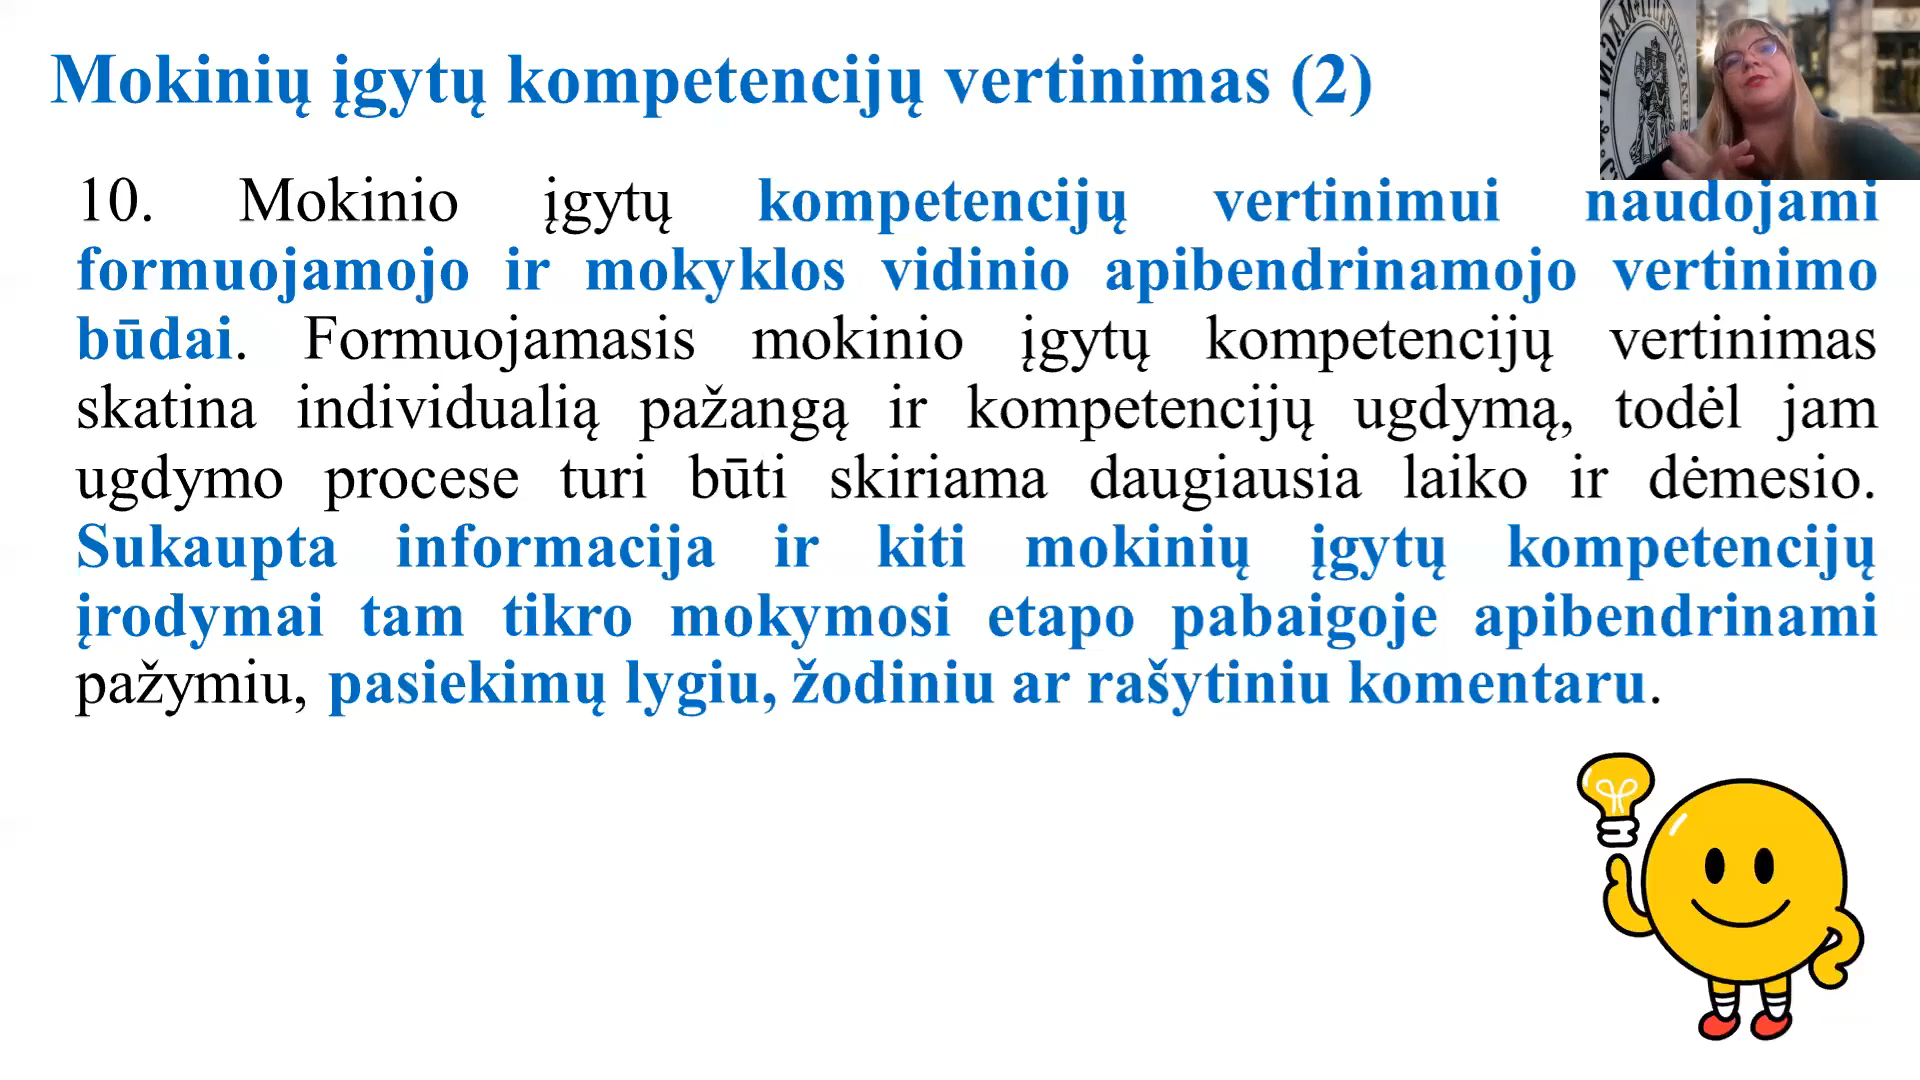 Mokinių įgytų kompetencijų vertinimas (2)
10. Mokinio įgytų kompetencijų vertinimui naudojami
formuojamojo ir mokyklos vidinio apibendrinamojo vertinimo
būdai. Formuojamasis mokinio įgytų kompetencijų vertinimas
skatina individualią pažangą ir kompetencijų ugdymą, todėl jam
ugdymo procese turi būti skiriama daugiausia laiko ir dėmesio.
Sukaupta informacija ir kiti mokinių įgytų kompetencijų
įrodymai tam tikro mokymosi etapo pabaigoje apibendrinami
pažymiu, pasiekimų lygiu, žodiniu ar rašytiniu komentaru.